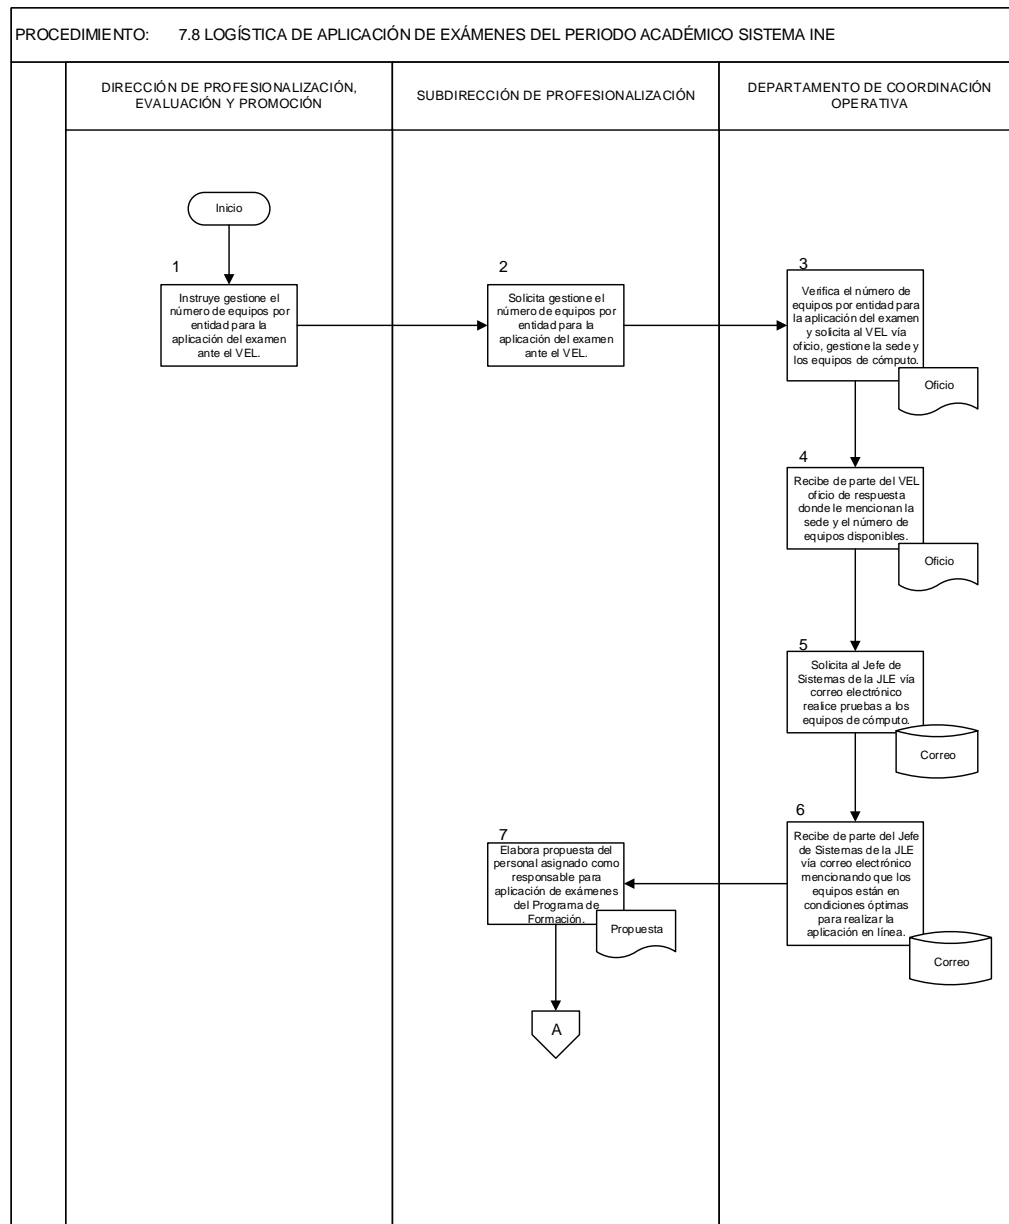 PROCEDIMIENTO: 7.8 LOGÍSTICA DE APLICACIÓN DE EXÁMENES DEL PERIODO ACADÉMICO SISTEMA INE
DIRECCIÓN DE PROFESIONALIZACIÓN,
EVALUACIÓN Y PROMOCIÓN
SUBDIRECCIÓN DE PROFESIONALIZACIÓN
DEPARTAMENTO DE COORDINACIÓN
OPERATIVA
Inicio
1
Instruye gestione el
número de equipos por
entidad para la
aplicación del examen
ante el VEL.
2
Solicita gestione el
número de equipos por
entidad para la
aplicación del examen
ante el VEL.
3
Verifica el número de
equipos por entidad para
la aplicación del examen
y solicita al VEL vía
oficio, gestione la sede y
los equipos de cómputo.
Oficio
4
Recibe de parte del VEL
oficio de respuesta
donde le mencionan la
sede y el número de
equipos disponibles.
Oficio
5
Solicita al Jefe de
Sistemas de la JLE vía
correo electrónico
realice pruebas a los
equipos de cómputo.
Correo
6
Recibe de parte del Jefe
de Sistemas de la JLE
vía correo electrónico
mencionando que los
equipos están en
condiciones óptimas
para realizar la
aplicación en línea.
Correo
7
Elabora propuesta del
personal asignado como
responsable para
aplicación de exámenes
del Programa de
Formación.
Propuesta
A